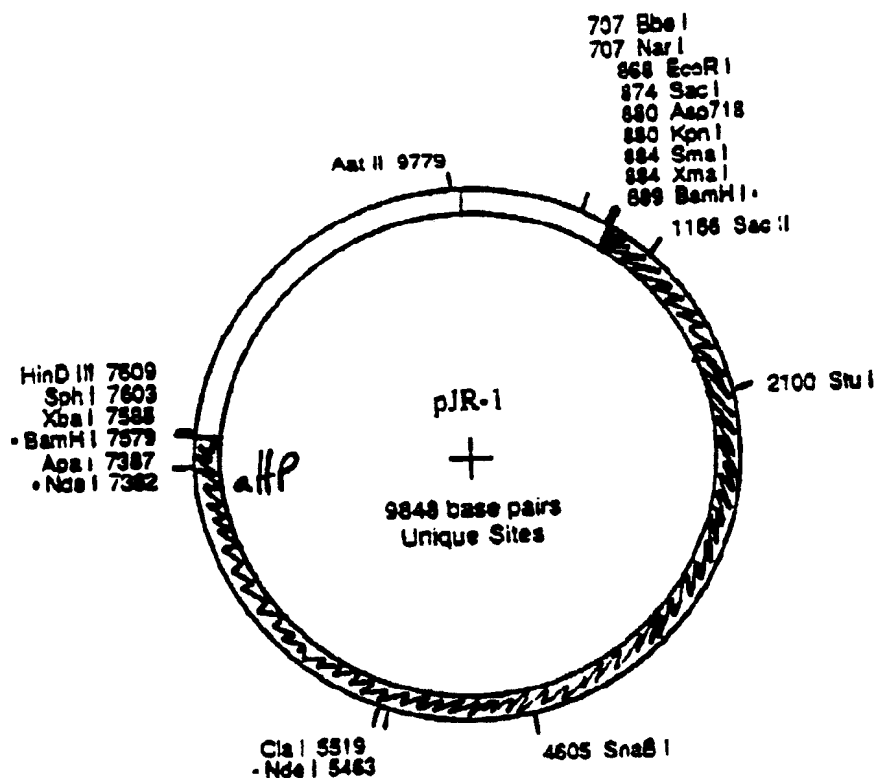 707 Bbe I
707 Nar I
868 EcoR I
874 Sac I
880 Asp718
880 Kpn I
884 Sma I
884 Xma I
889 BamH I •
1166 Sac II
2100 Stu I
4605 SnaB I
Aat II 9779
HinD III 7609
Sph I 7603
Xba I 7588
• BamH I 7579
Apa I 7387
• Nde I 7382
aHP
pJR-1
9848 base pairs
Unique Sites
Cla I 5519
• Nde I 5463